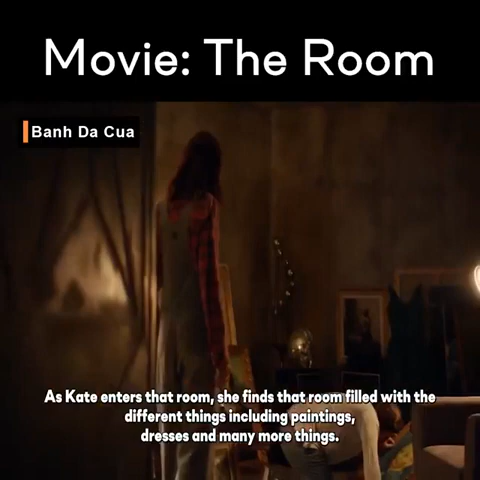 Movie: The Room
Banh Da Cua
As Kate enters that room, she finds that room filled with the
different things including paintings,
dresses and many more things.